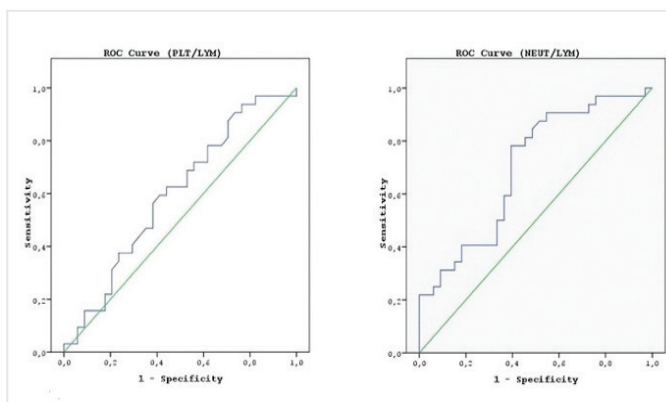 ROC Curve (PLT/LYM)
1,0
0,8
0,6
0,4
0,2
0,0
Sensitivity
0,0 0,2 0,4 0,6 0,8 1,0
1 - Specificity
ROC Curve (NEUT/LYM)
1,0
0,8
0,6
0,4
0,2
0,0
Sensitivity
0,0 0,2 0,4 0,6 0,8 1,0
1 - Specificity